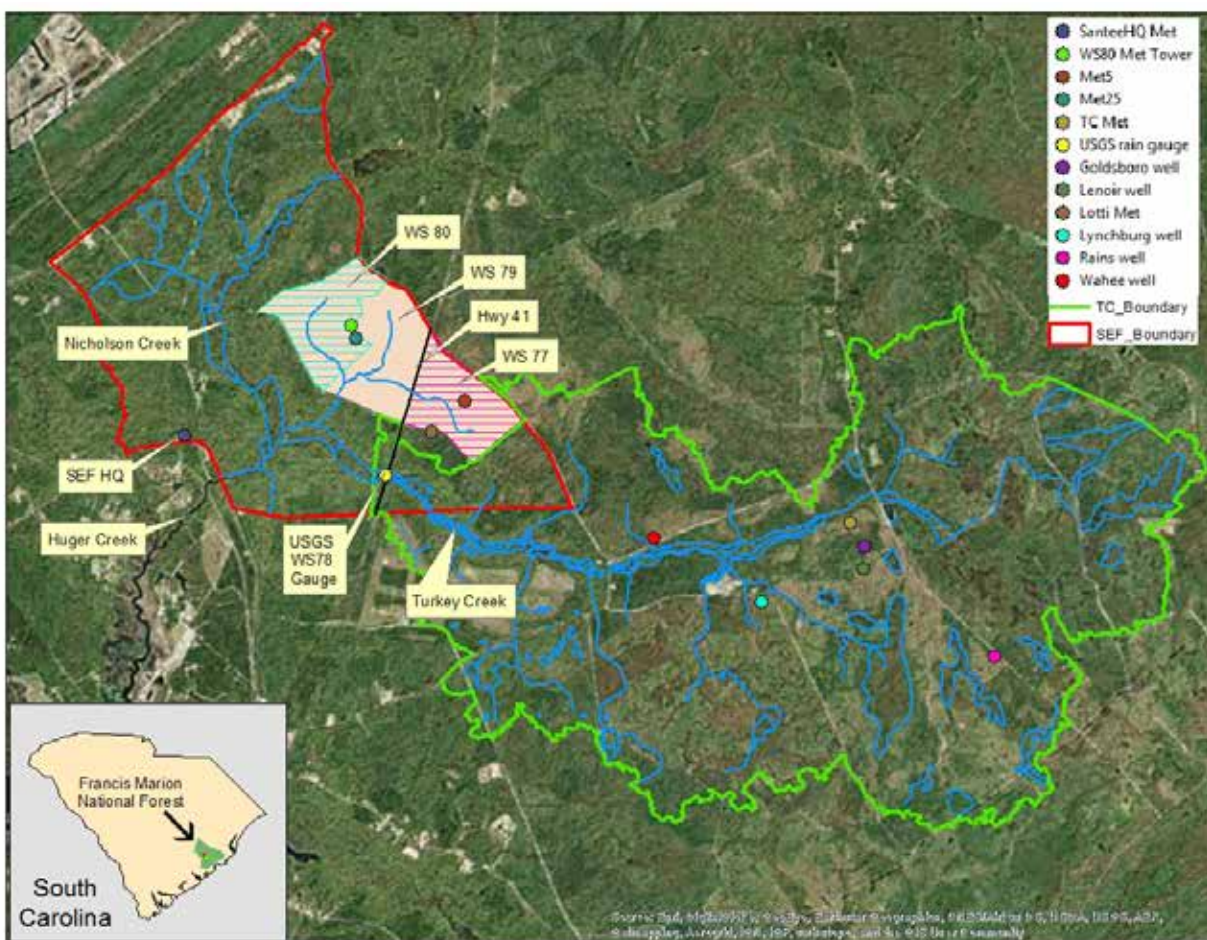 SanteeHQ Met
WS80 Met Tower
Met5
Met25
TC Met
USGS rain gauge
Goldsboro well
Lenoir well
Lotti Met
Lynchburg well
Rains well
Wahee well
TC_Boundary
SEF_Boundary
WS 80
WS 79
Hwy 41
WS 77
Nicholson Creek
SEF HQ
Huger Creek
USGS
WS78
Gauge
Turkey Creek
Francis Marion
National Forest
South
Carolina